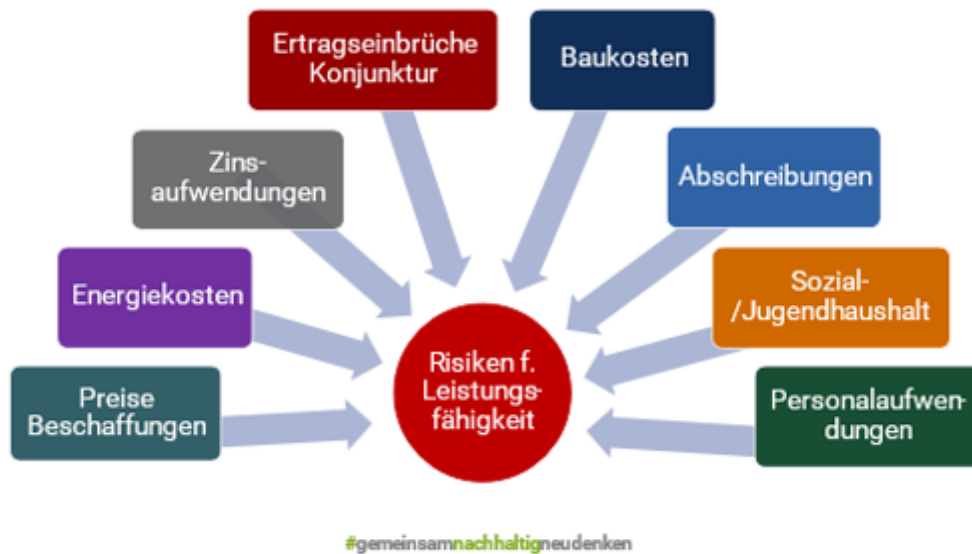 Ertragseinbrüche
Konjunktur
Baukosten
Zins-
aufwendungen
Abschreibungen
Energiekosten
Sozial-
/Jugendhaushalt
Preise
Beschaffungen
Risiken f.
Leistungs-
fähigkeit
Personalaufwen-
dungen
#gemeinsamnachhaltigneudenken